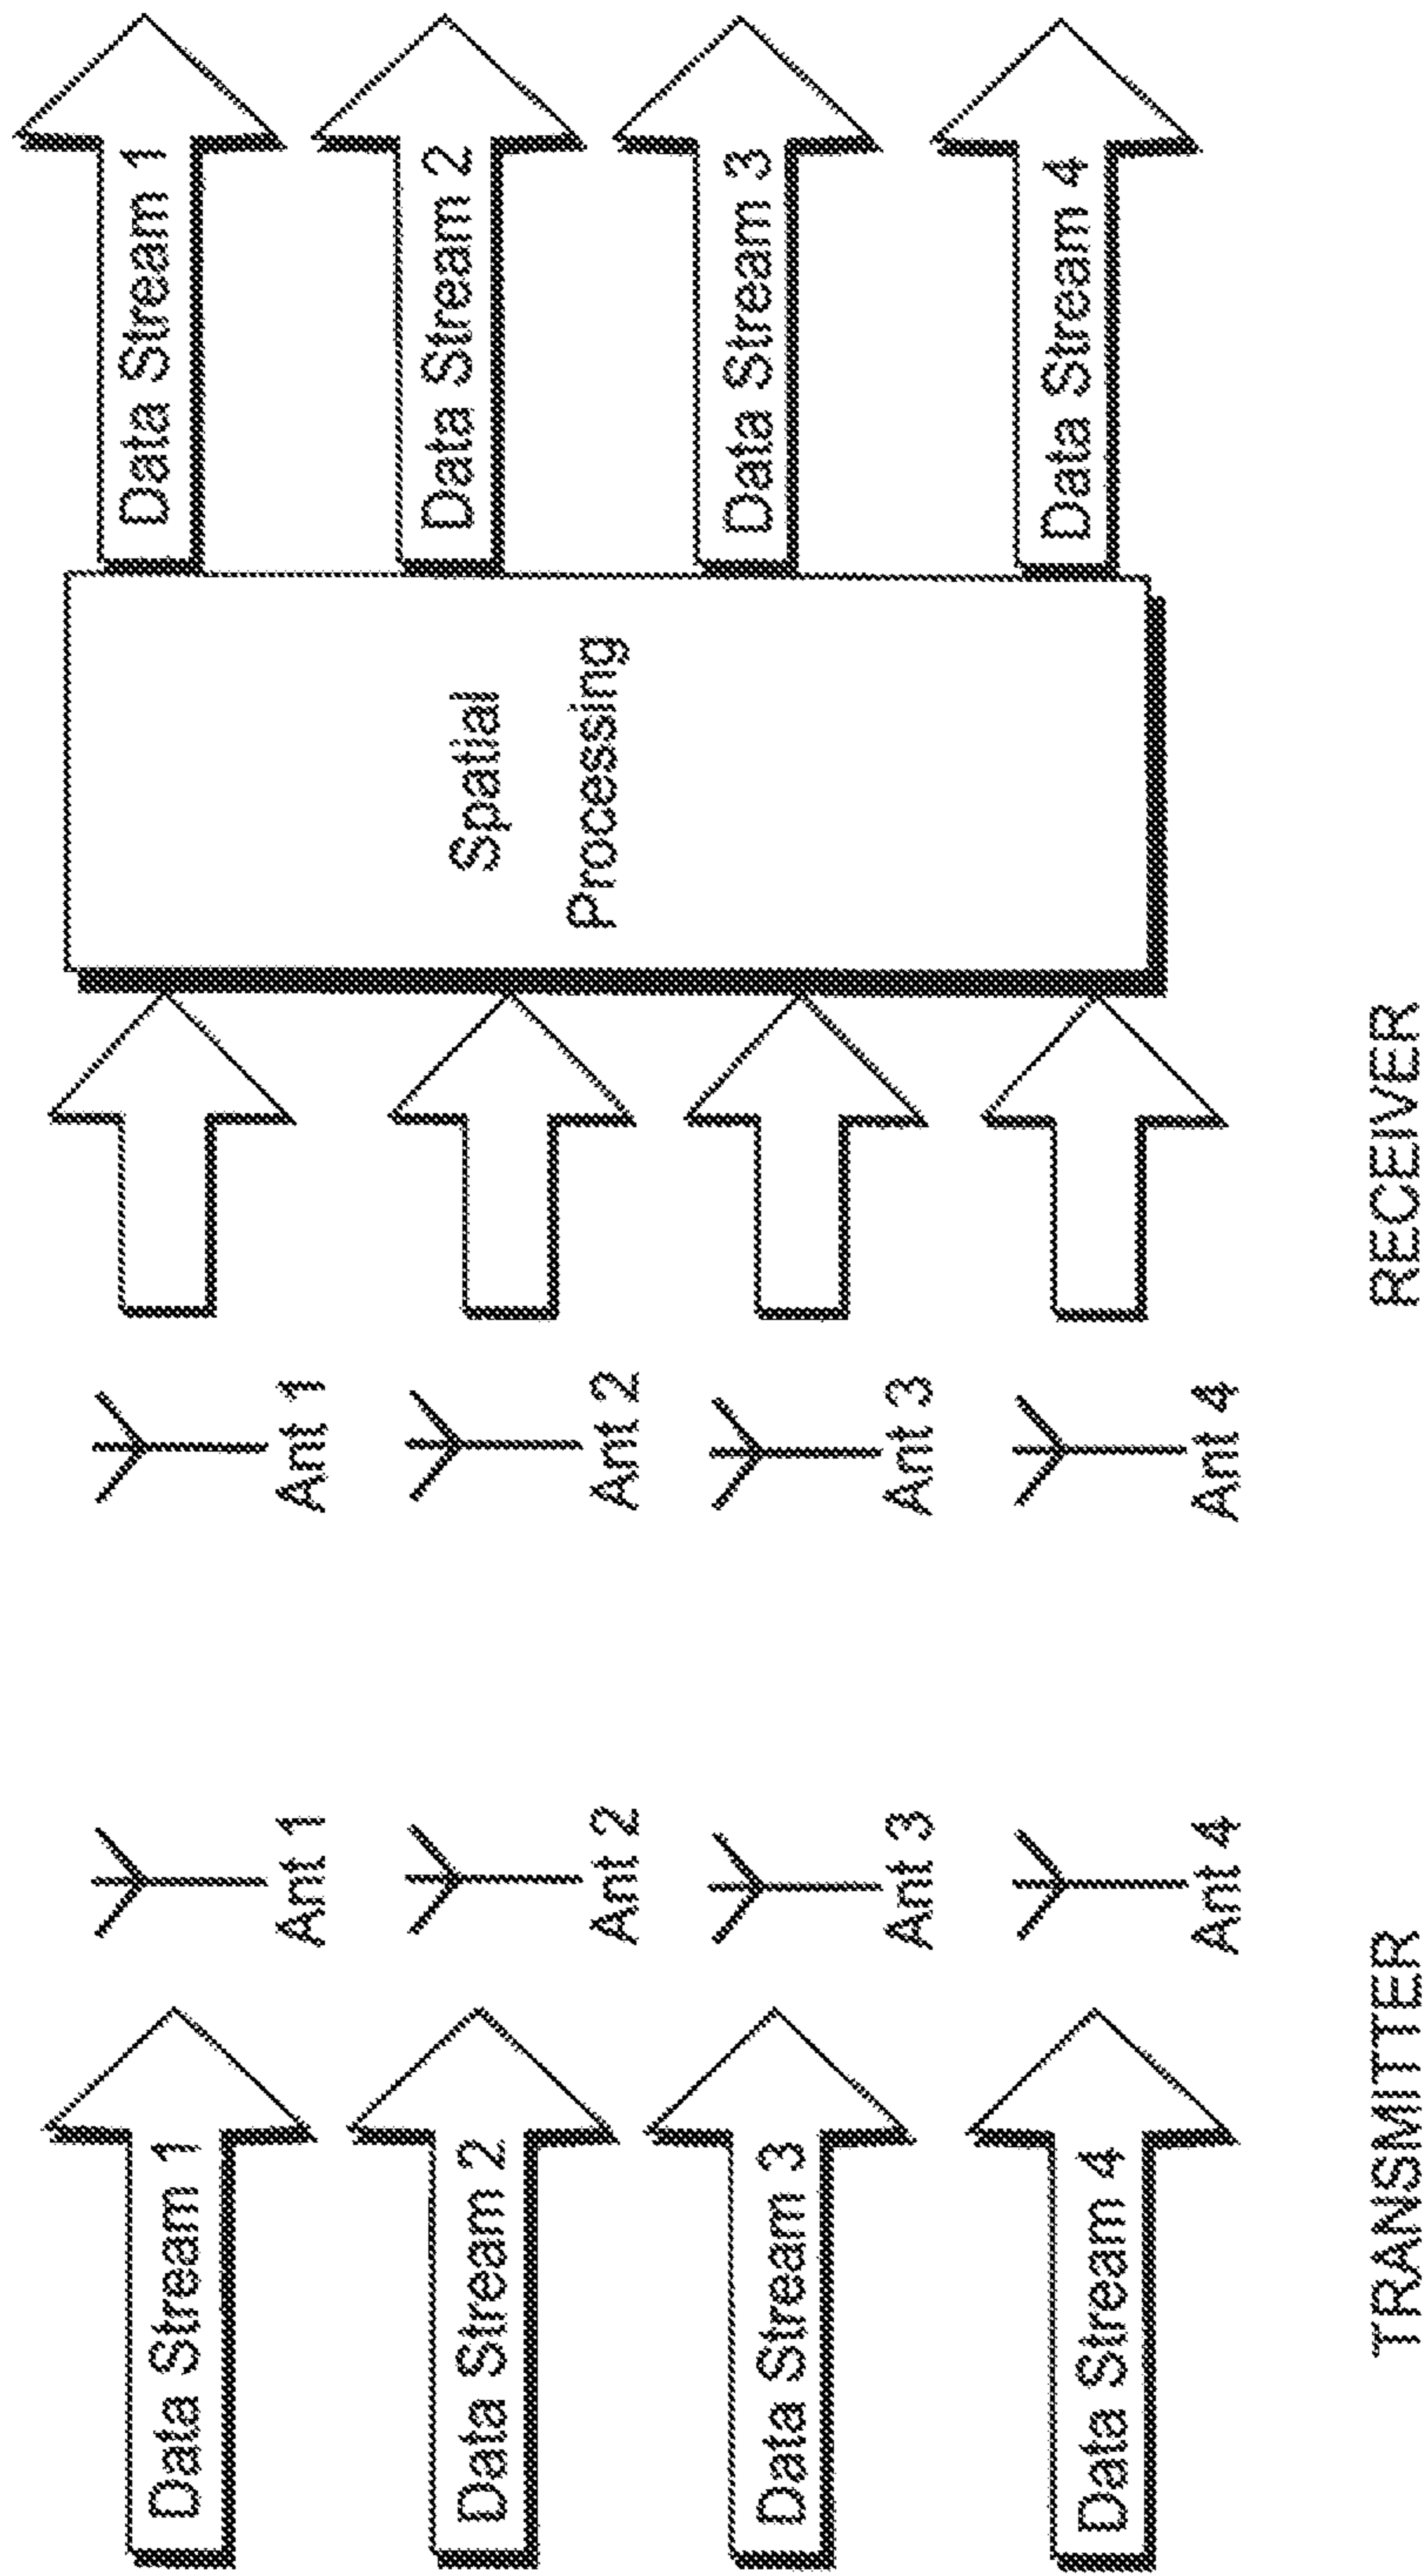 Data Stream 1
Data Stream 2
Data Stream 3
Data Stream 4
Ant 1
Ant 2
Ant 3
Ant 4
TRANSMITTER
Ant 1
Ant 2
Ant 3
Ant 4
Spatial
Processing
Data Stream 1
Data Stream 2
Data Stream 3
Data Stream 4
RECEIVER